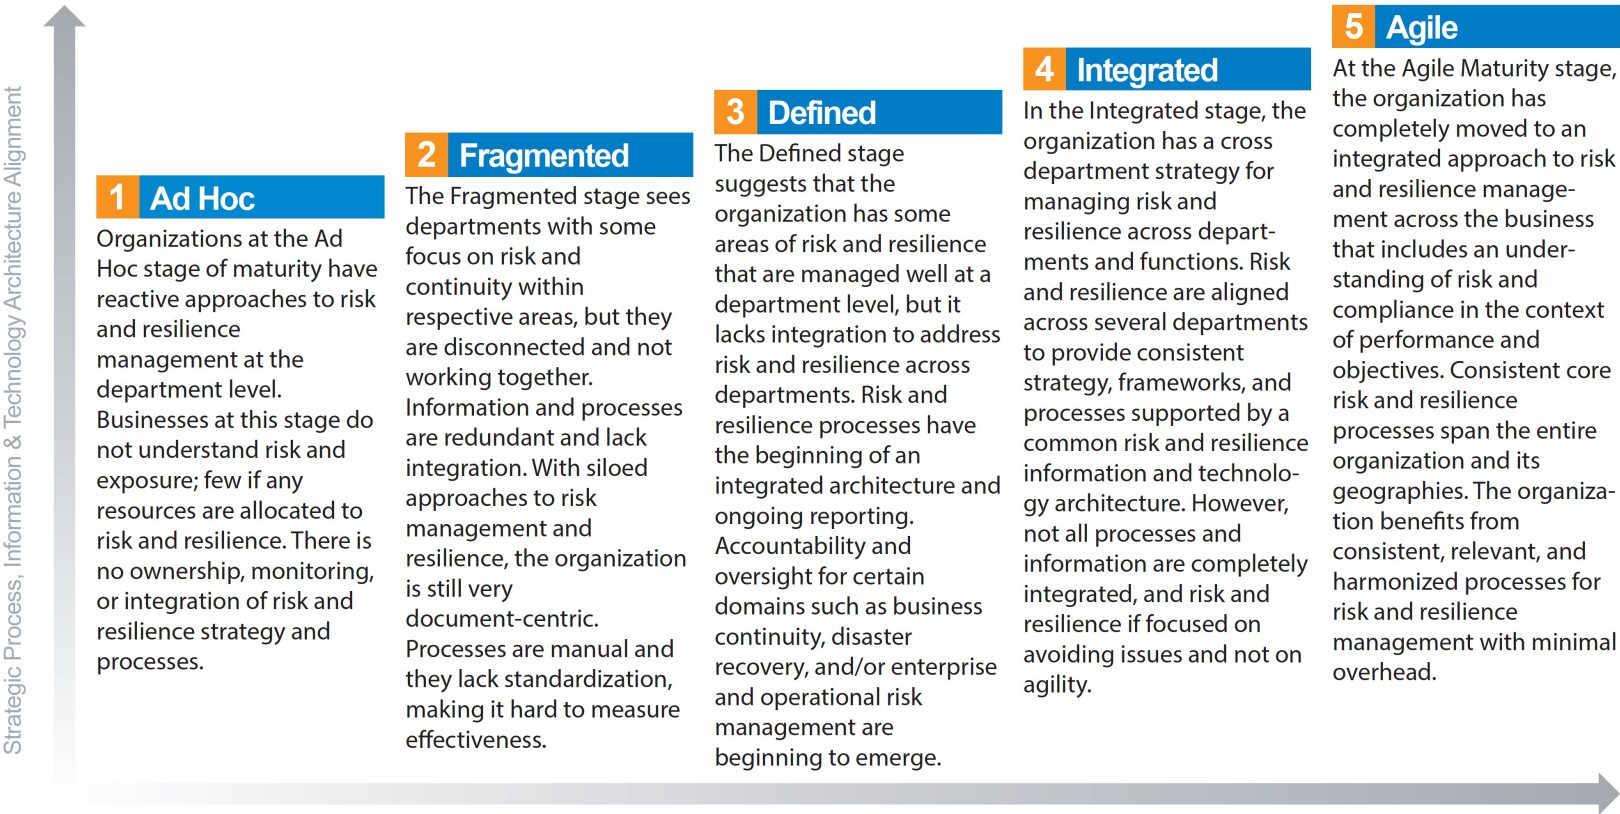 Strategic Process, Information & Technology Architecture Alignment
1 Ad Hoc
Organizations at the Ad
Hoc stage of maturity have
reactive approaches to risk
and resilience
management at the
department level.
Businesses at this stage do
not understand risk and
exposure; few if any
resources are allocated to
risk and resilience. There is
no ownership, monitoring,
or integration of risk and
resilience strategy and
processes.
2 Fragmented
The Fragmented stage sees
departments with some
focus on risk and
continuity within
respective areas, but they
are disconnected and not
working together.
Information and processes
are redundant and lack
integration. With siloed
approaches to risk
management and
resilience, the organization
is still very
document-centric.
Processes are manual and
they lack standardization,
making it hard to measure
effectiveness.
3 Defined
The Defined stage
suggests that the
organization has some
areas of risk and resilience
that are managed well at a
department level, but it
lacks integration to address
risk and resilience across
departments. Risk and
resilience processes have
the beginning of an
integrated architecture and
ongoing reporting.
Accountability and
oversight for certain
domains such as business
continuity, disaster
recovery, and/or enterprise
and operational risk
management are
beginning to emerge.
4 Integrated
In the Integrated stage, the
organization has a cross
department strategy for
managing risk and
resilience across depart-
ments and functions. Risk
and resilience are aligned
across several departments
to provide consistent
strategy, frameworks, and
processes supported by a
common risk and resilience
information and technolo-
gy architecture. However,
not all processes and
information are completely
integrated, and risk and
resilience if focused on
avoiding issues and not on
agility.
5 Agile
At the Agile Maturity stage,
the organization has
completely moved to an
integrated approach to risk
and resilience manage-
ment across the business
that includes an under-
standing of risk and
compliance in the context
of performance and
objectives. Consistent core
risk and resilience
processes span the entire
organization and its
geographies. The organiza-
tion benefits from
consistent, relevant, and
harmonized processes for
risk and resilience
management with minimal
overhead.